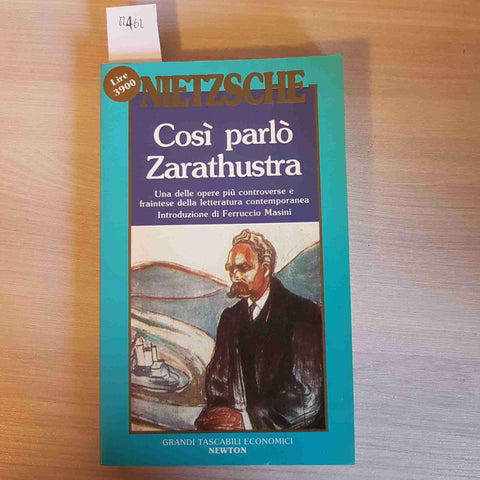 Lire
3900
NIETZSCHE
Così parlò
Zarathustra
Una delle opere più controverse e
fraintese della letteratura contemporanea
Introduzione di Ferruccio Masini
GRANDI TASCABILI ECONOMICI
NEWTON